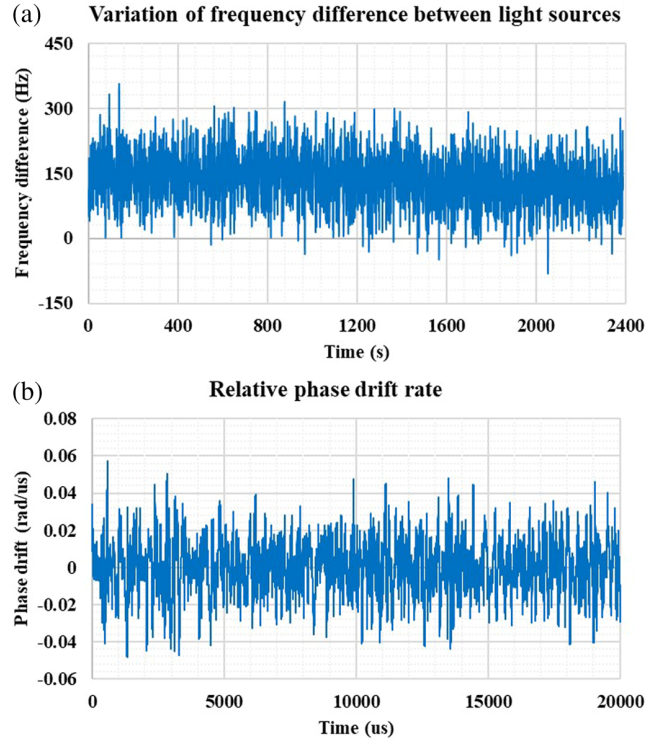 (a) Variation of frequency difference between light sources
450
300
150
0
-150
Frequency difference (Hz)
0 400 800 1200 1600 2000 2400
Time (s)
(b) Relative phase drift rate
0.08
0.06
0.04
0.02
0
-0.02
-0.04
-0.06
Phase drift (rad/us)
0 5000 10000 15000 20000
Time (us)